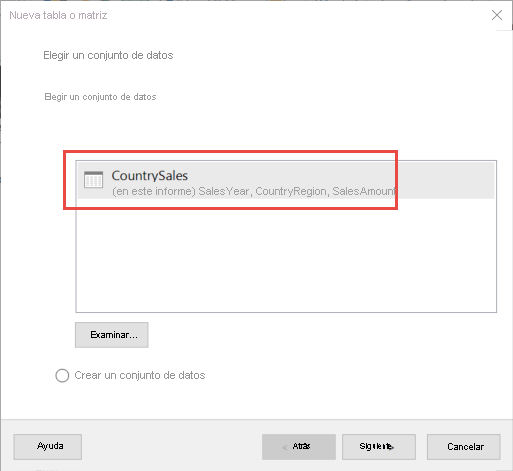 Nueva tabla o matriz
Elegir un conjunto de datos
Elegir un conjunto de datos
CountrySales
(en este informe) SalesYear, CountryRegion, SalesAmount
Examinar...
Crear un conjunto de datos
Ayuda
< Atrás
Siguiente>
Cancelar